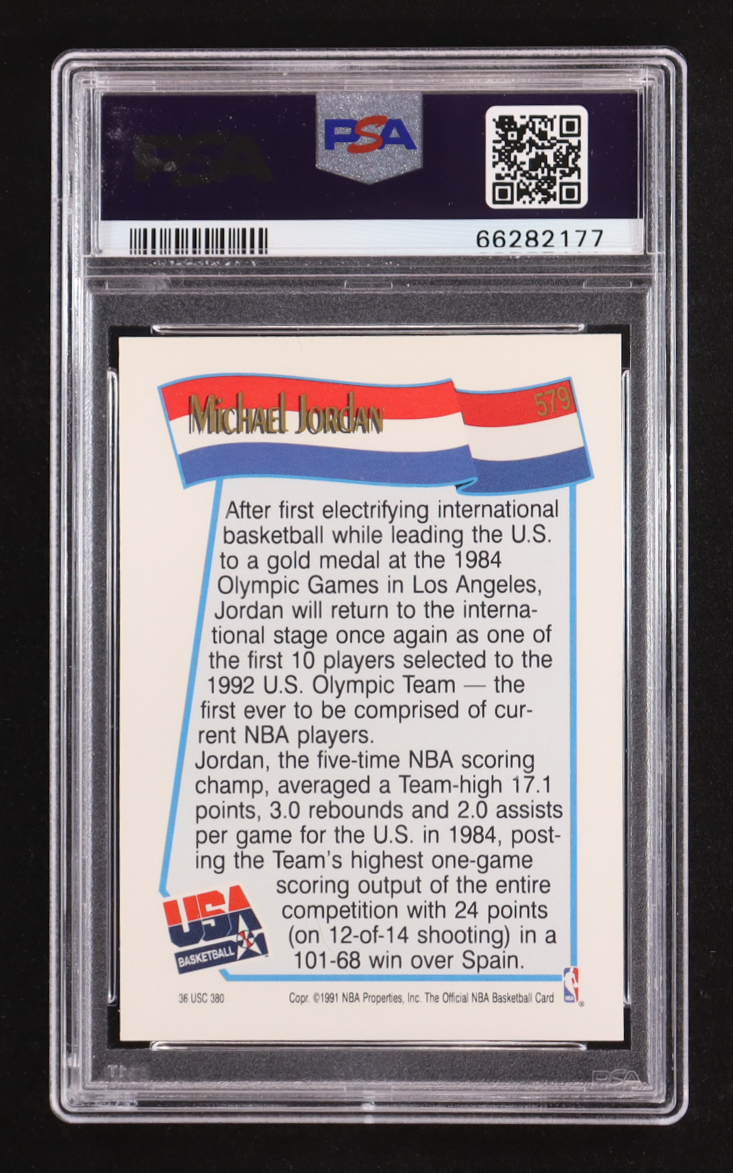 PSA
PSA
66282177
Michael Jordan
579
After first electrifying international
basketball while leading the U.S.
to a gold medal at the 1984
Olympic Games in Los Angeles,
Jordan will return to the interna-
tional stage once again as one of
the first 10 players selected to the
1992 U.S. Olympic Team — the
first ever to be comprised of cur-
rent NBA players.
Jordan, the five-time NBA scoring
champ, averaged a Team-high 17.1
points, 3.0 rebounds and 2.0 assists
per game for the U.S. in 1984, post-
ing the Team's highest one-game
scoring output of the entire
competition with 24 points
(on 12-of-14 shooting) in a
101-68 win over Spain.
USA
BASKETBALL
36 USC 380
Copr. ©1991 NBA Properties, Inc. The Official NBA Basketball Card
NBA
®
PSA